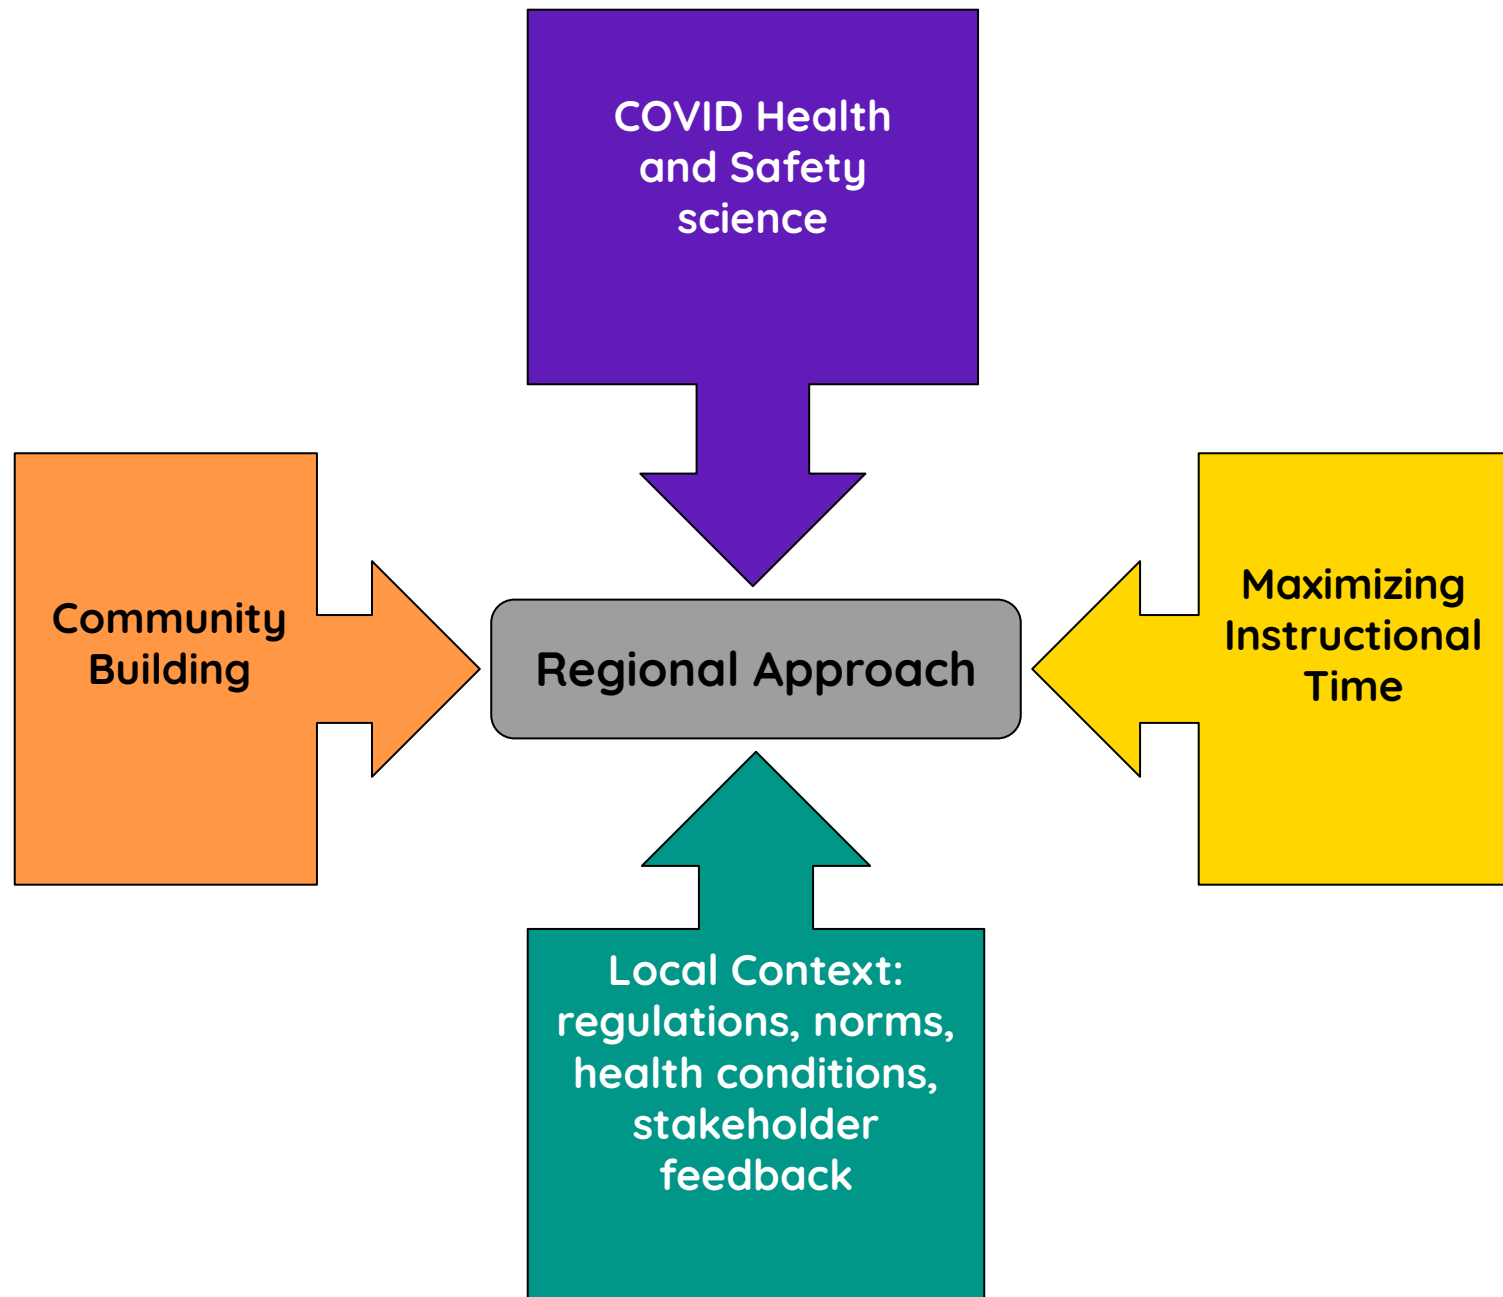 COVID Health
and Safety
science
Community
Building
Regional Approach
Maximizing
Instructional
Time
Local Context:
regulations, norms,
health conditions,
stakeholder
feedback